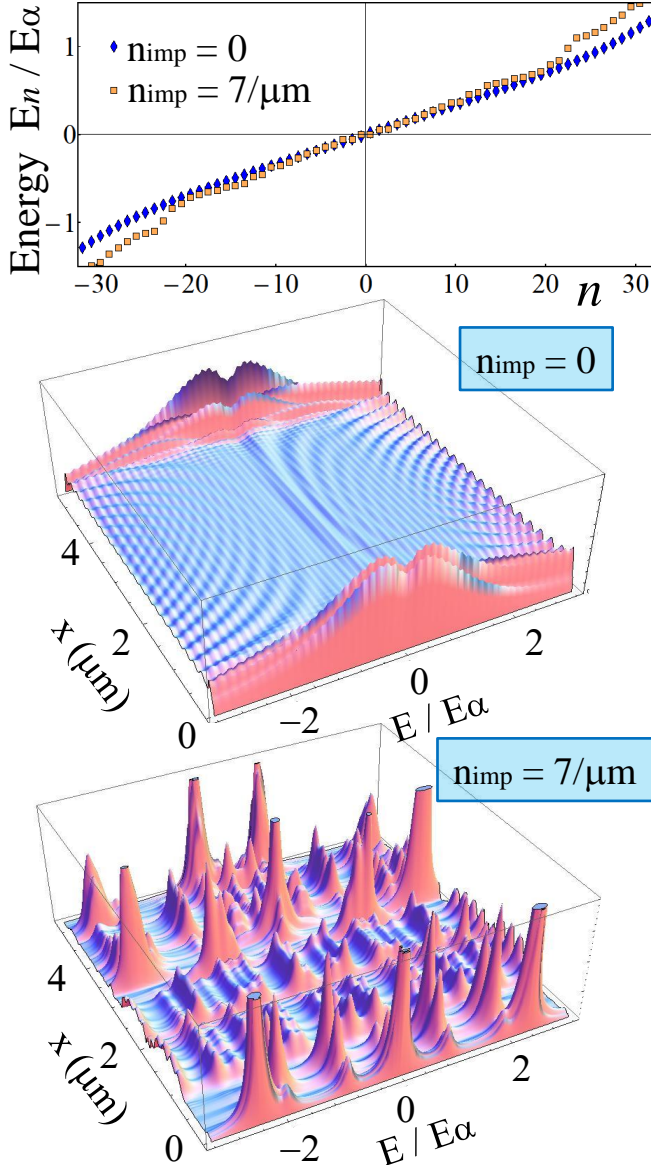 1
0
−1
Energy En / Eα
nimp = 0
nimp = 7/μm
−30
−20
−10
0
10
20
30
n
nimp = 0
4
2
0
x (μm)
−2
0
2
E / Eα
nimp = 7/μm
4
2
0
x (μm)
−2
0
2
E / Eα